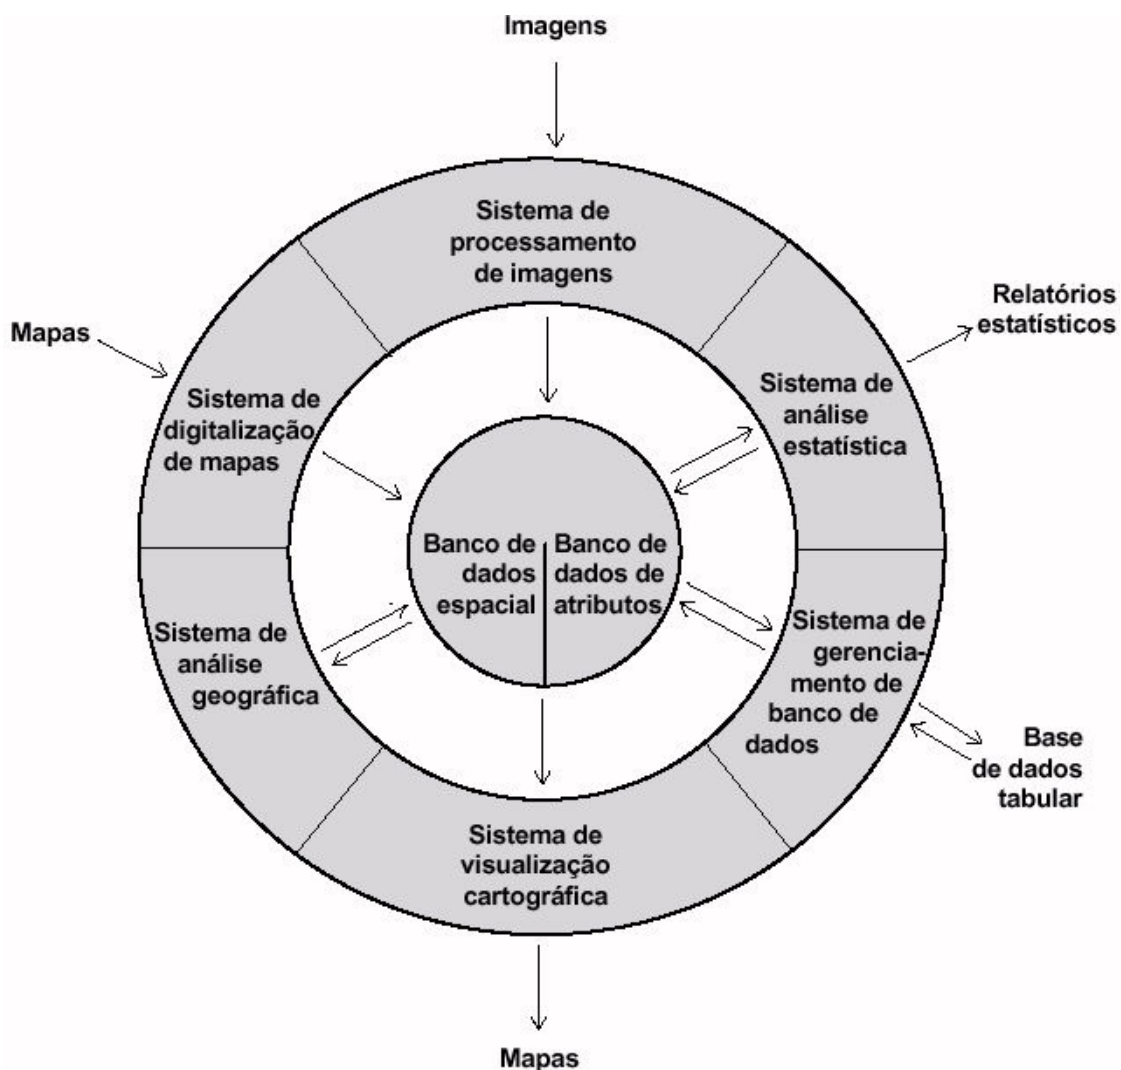 Imagens
Sistema de
processamento
de imagens
Relatórios
estatísticos
Mapas
Sistema de
digitalização
de mapas
Sistema de
análise
estatística
Banco de
dados
espacial
Banco de
dados de
atributos
Sistema de
análise
geográfica
Sistema de
gerencia-
mento de
banco de
dados
Base
de dados
tabular
Sistema de
visualização
cartográfica
Mapas